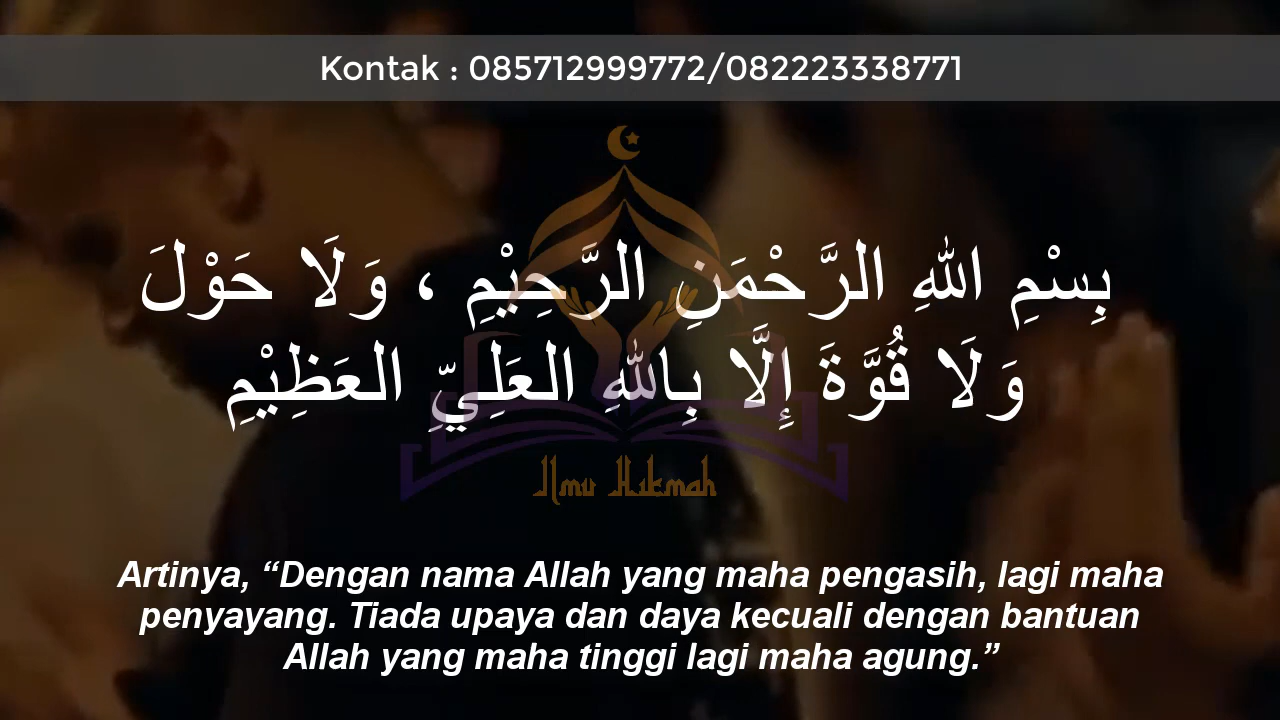 Kontak : 085712999772/082223338771
بِسْمِ اللهِ الرَّحْمَنِ الرَّحِيْمِ ، وَلَا حَوْلَ
وَلَا قُوَّةَ إِلَّا بِاللهِ العَلِيِّ العَظِيْمِ
Ilmu Hikmah
Artinya, “Dengan nama Allah yang maha pengasih, lagi maha
penyayang. Tiada upaya dan daya kecuali dengan bantuan
Allah yang maha tinggi lagi maha agung.”